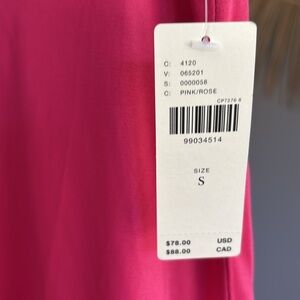 C: 4120
V: 065201
S: 0000058
C: PINK/ROSE
CP7276 8
99034514
SIZE
S
$78.00 USD
$88.00 CAD